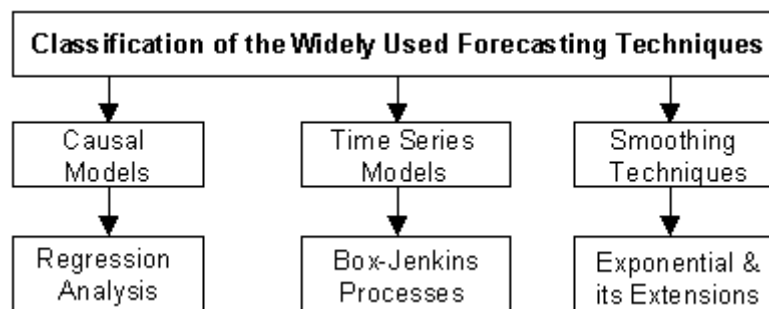 Classification of the Widely Used Forecasting Techniques
Causal
Models
Time Series
Models
Smoothing
Techniques
Regression
Analysis
Box-Jenkins
Processes
Exponential &
its Extensions